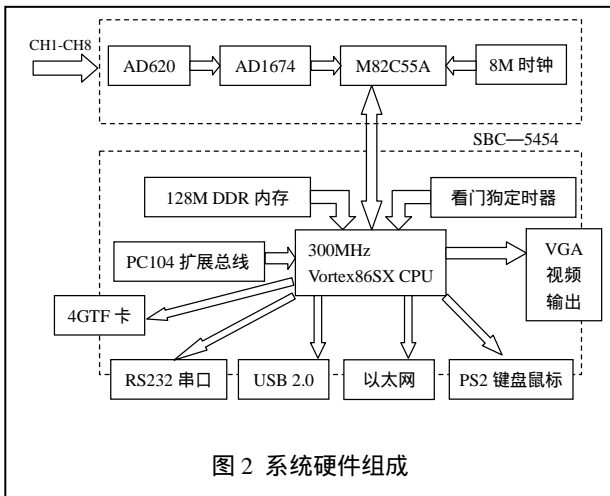 CH1-CH8
AD620
AD1674
M82C55A
8M 时钟
SBC—5454
128M DDR 内存
看门狗定时器
PC104 扩展总线
300MHz
Vortex86SX CPU
VGA
视频
输出
4GTF 卡
RS232 串口
USB 2.0
以太网
PS2 键盘鼠标
图 2 系统硬件组成